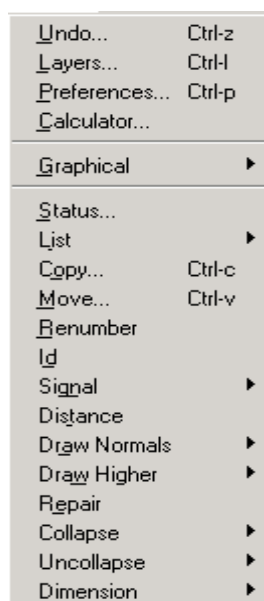 Undo... Ctrl-z
Layers... Ctrl-l
Preferences... Ctrl-p
Calculator...
Graphical
Status...
List
Copy... Ctrl-c
Move... Ctrl-v
Renumber
Id
Signal
Distance
Draw Normals
Draw Higher
Repair
Collapse
Uncollapse
Dimension